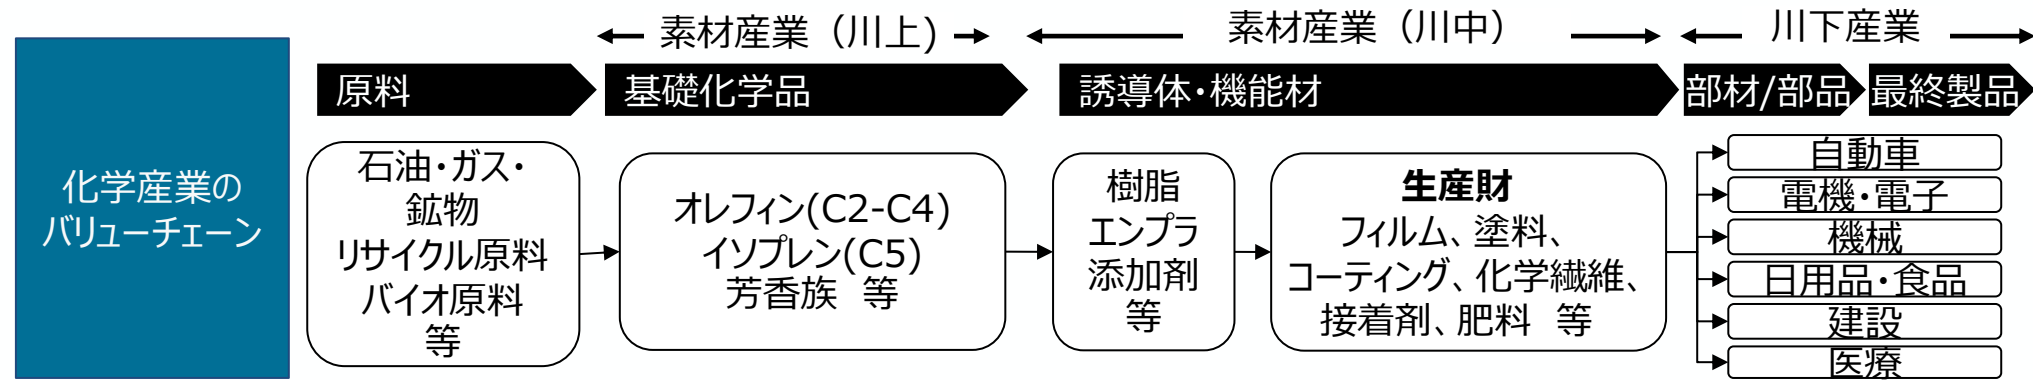 素材産業（川上)
素材産業（川中）
川下産業
原料
基礎化学品
誘導体・機能材
部材/部品
最終製品
化学産業の
バリューチェーン
石油・ガス・
鉱物
リサイクル原料
バイオ原料
等
オレフィン(C2-C4)
イソプレン(C5)
芳香族　等
樹脂
エンプラ
添加剤
等
生産財
フィルム、塗料、
コーティング、化学繊維、
接着剤、肥料　等
自動車
電機・電子
機械
日用品・食品
建設
医療